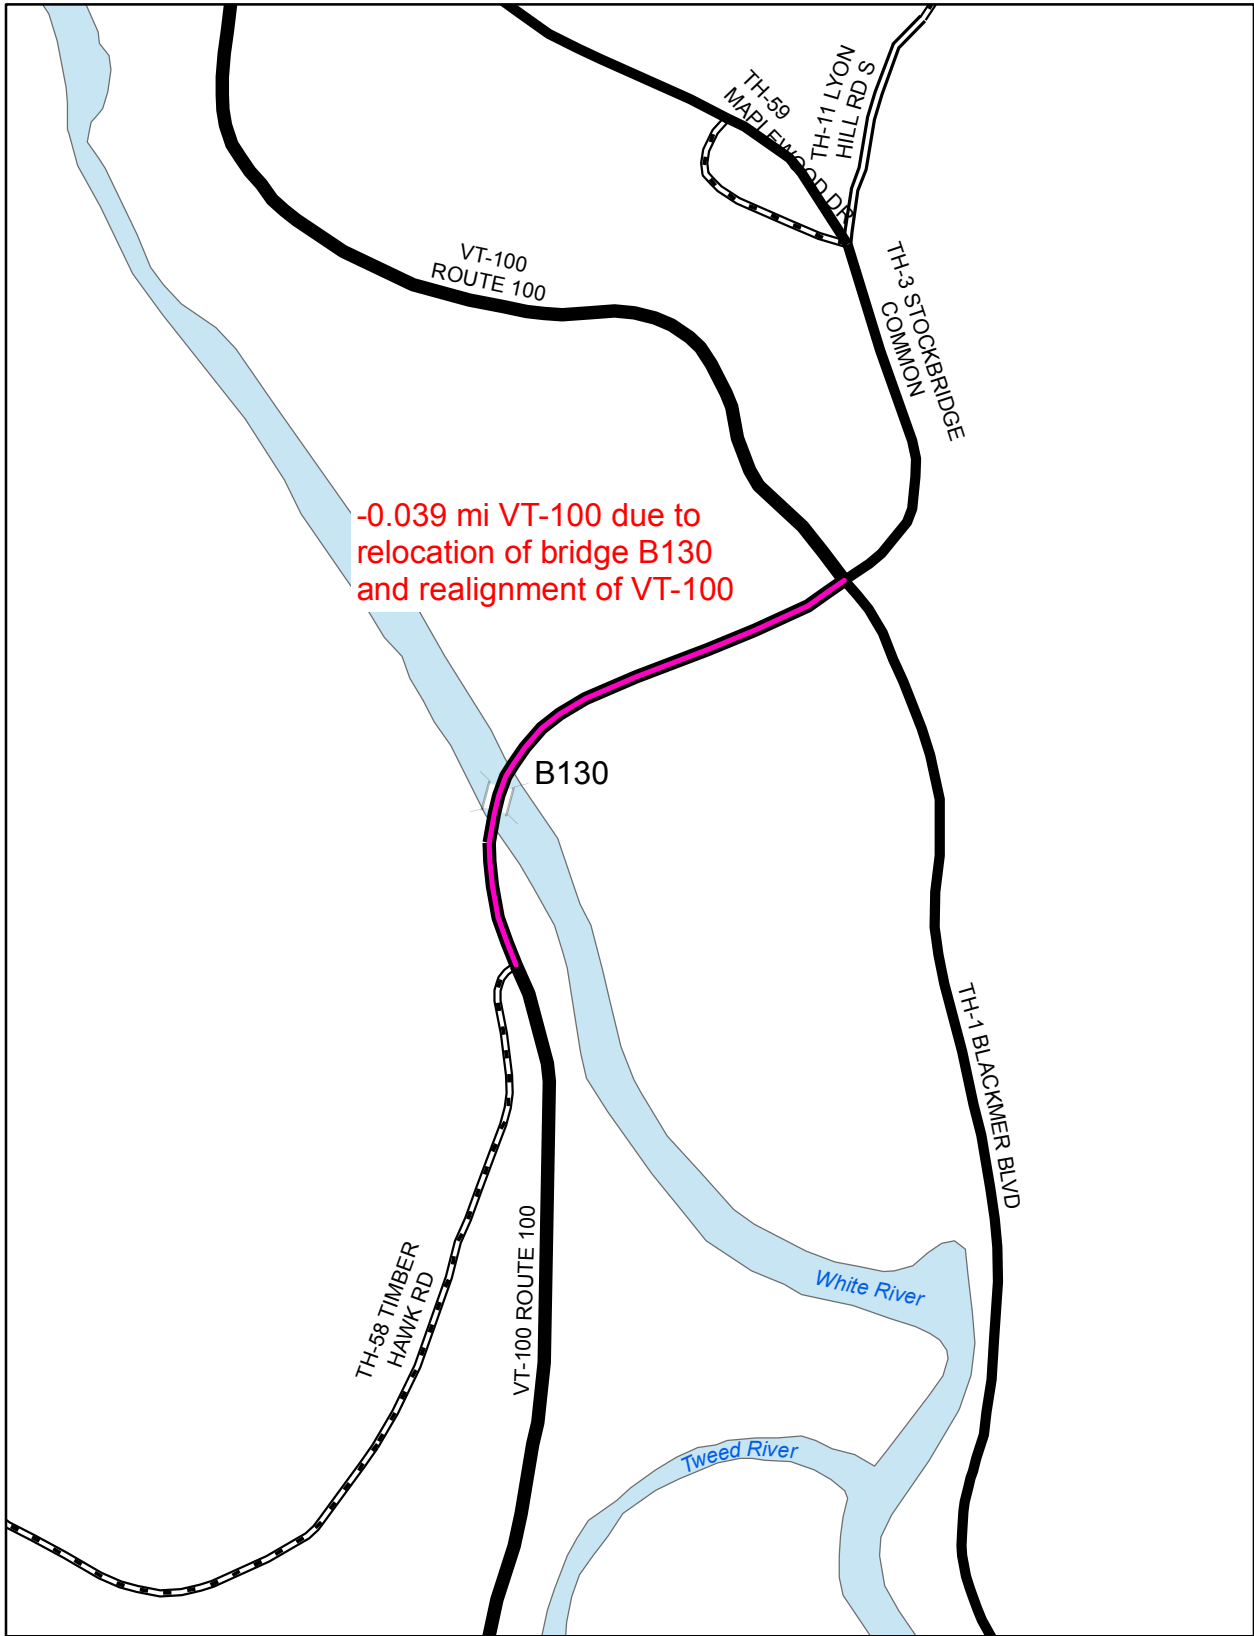 TH-59
MAPLEWOOD DR
TH-11 LYON
HILL RD S
VT-100
ROUTE 100
TH-3 STOCKBRIDGE
COMMON
-0.039 mi VT-100 due to
relocation of bridge B130
and realignment of VT-100
B130
TH-1 BLACKMER BLVD
TH-58 TIMBER
HAWK RD
VT-100 ROUTE 100
White River
Tweed River